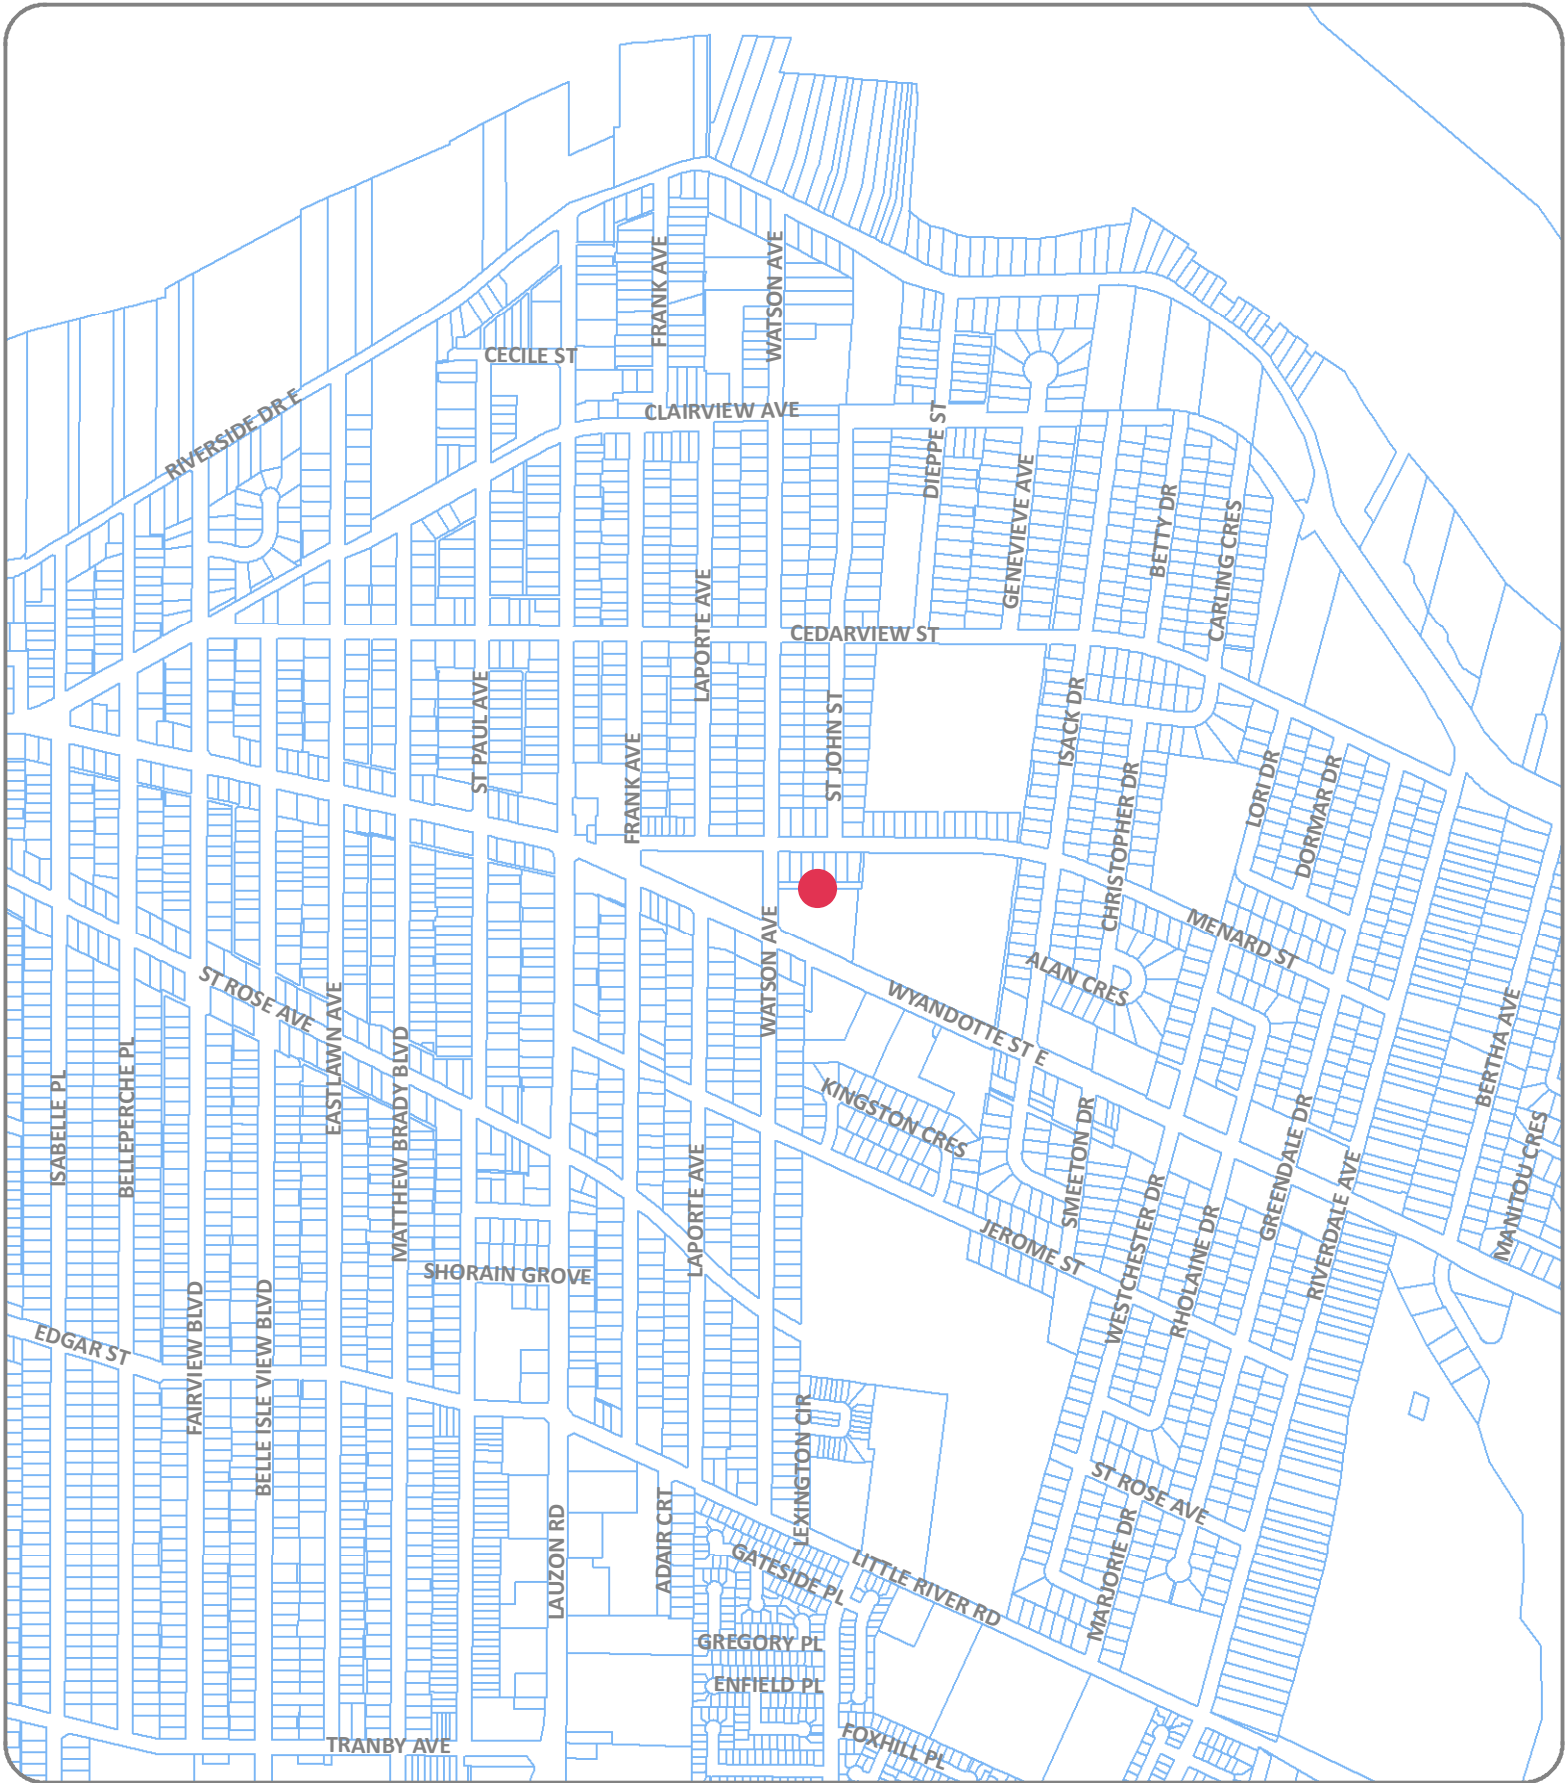 FRANK AVE
WATSON AVE
CECILE ST
RIVERSIDE DR E
CLAIRVIEW AVE
DIEPPE ST
GENEVIEVE AVE
BETTY DR
CARLING CRES
LAPORTE AVE
CEDARVIEW ST
ST PAUL AVE
FRANK AVE
ST JOHN ST
ISACK DR
CHRISTOPHER DR
LORI DR
DORMAR DR
MENARD ST
WATSON AVE
ALAN CRES
WYANDOTTE ST E
ST ROSE AVE
EASTLAWN AVE
MATTHEW BRADY BLVD
ISABELLE PL
BELLEPERCHE PL
BERTHA AVE
KINGSTON CRES
SMEETON DR
GREENDALE DR
MANITOU CRES
LAPORTE AVE
JEROME ST
WESTCHESTER DR
RHOLAINE DR
RIVERDALE AVE
SHORAIN GROVE
EDGAR ST
FAIRVIEW BLVD
BELLE ISLE VIEW BLVD
LEXINGTON CIR
ST ROSE AVE
LAUZON RD
ADAIR CRT
GATESIDE PL
LITTLE RIVER RD
MARJORIE DR
GREGORY PL
ENFIELD PL
TRANBY AVE
FOXHILL PL